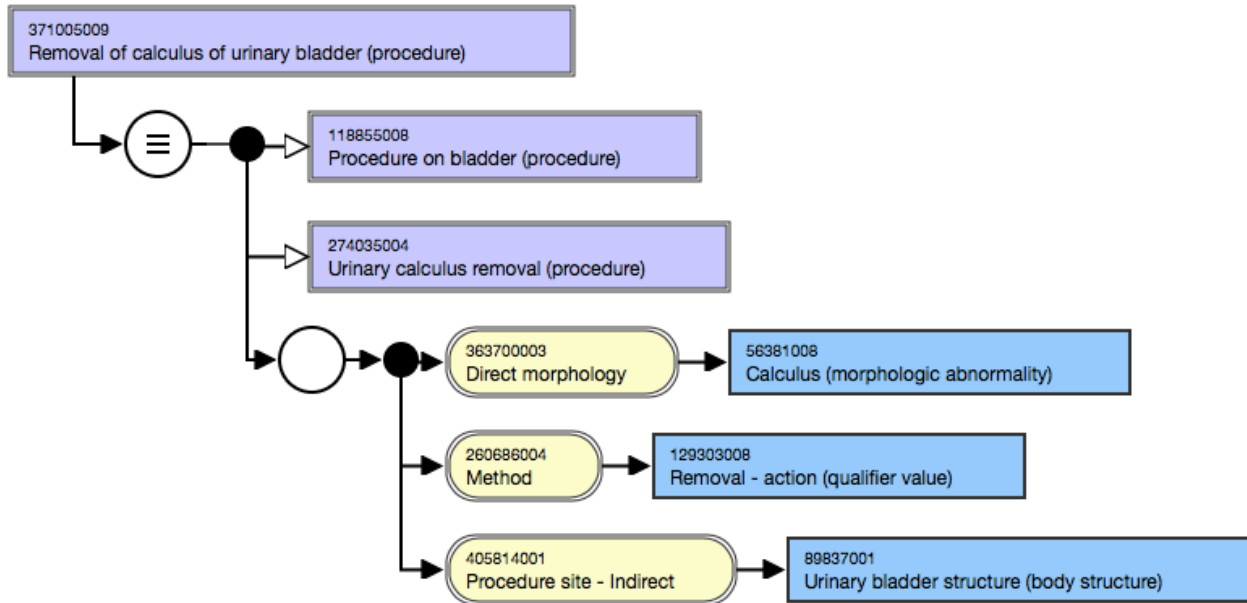 371005009
Removal of calculus of urinary bladder (procedure)
118855008
Procedure on bladder (procedure)
274035004
Urinary calculus removal (procedure)
363700003
Direct morphology
56381008
Calculus (morphologic abnormality)
260686004
Method
129303008
Removal - action (qualifier value)
405814001
Procedure site - Indirect
89837001
Urinary bladder structure (body structure)